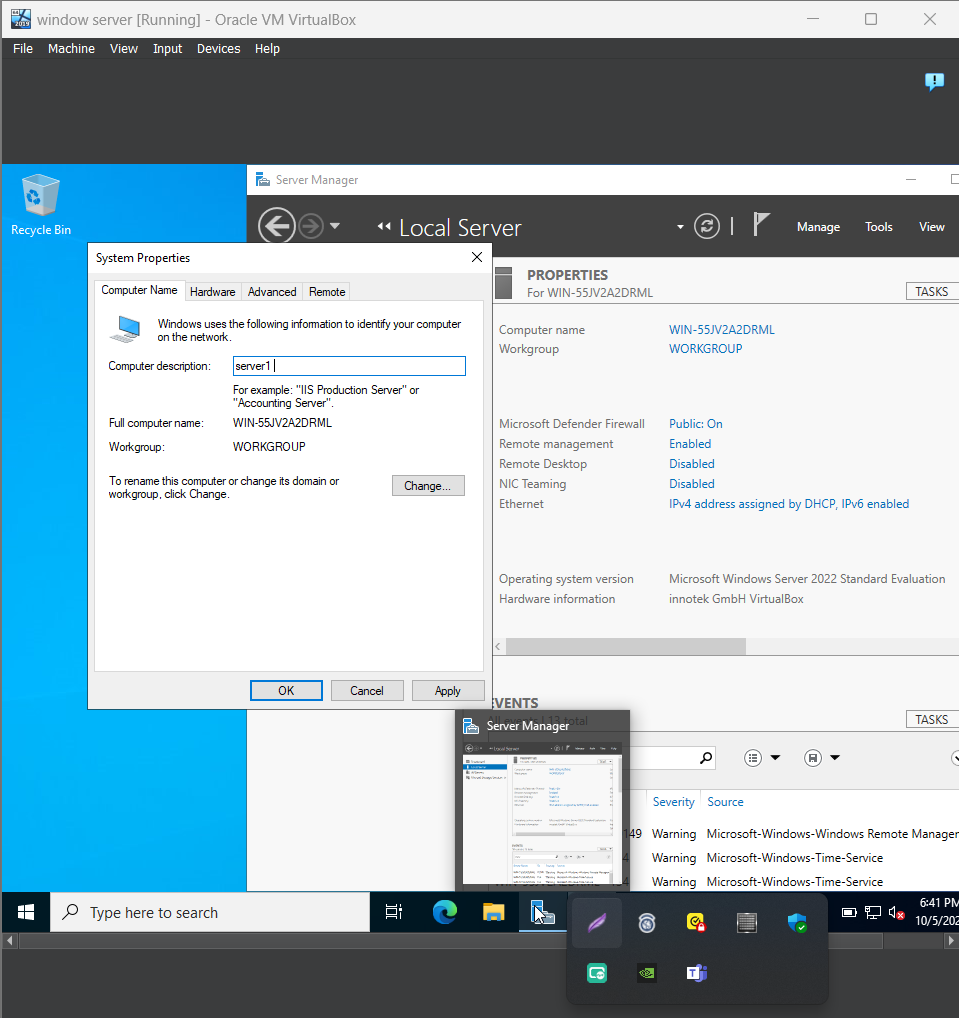 window server [Running] - Oracle VM VirtualBox
File Machine View Input Devices Help
Recycle Bin
Server Manager
Local Server
Manage Tools View
System Properties
Computer Name Hardware Advanced Remote
Windows uses the following information to identify your computer
on the network.
Computer description: server1
For example: "IIS Production Server" or
"Accounting Server".
Full computer name: WIN-55JV2A2DRML
Workgroup: WORKGROUP
To rename this computer or change its domain or
workgroup, click Change.
Change...
OK Cancel Apply
PROPERTIES
For WIN-55JV2A2DRML
TASKS
Computer name WIN-55JV2A2DRML
Workgroup WORKGROUP
Microsoft Defender Firewall Public: On
Remote management Enabled
Remote Desktop Disabled
NIC Teaming Disabled
Ethernet IPv4 address assigned by DHCP, IPv6 enabled
Operating system version Microsoft Windows Server 2022 Standard Evaluation
Hardware information innotek GmbH VirtualBox
EVENTS
All events | 13 total
TASKS
Server Manager
Severity Source
149 Warning Microsoft-Windows-Windows Remote Manager
Warning Microsoft-Windows-Time-Service
Warning Microsoft-Windows-Time-Service
Type here to search
6:41 PM
10/5/202